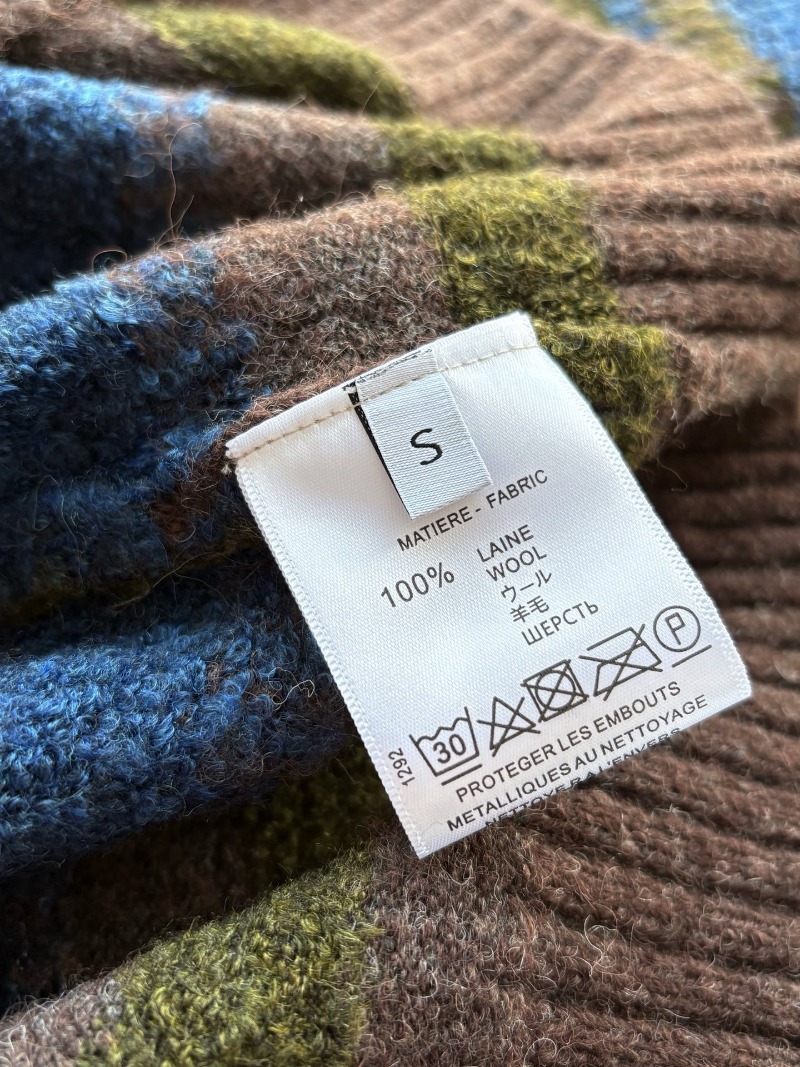 S
MATIERE - FABRIC
100% LAINE
WOOL
ウール
羊毛
ШЕРСТЬ
30
P
1292
PROTEGER LES EMBOUTS
METALLIQUES AU NETTOYAGE